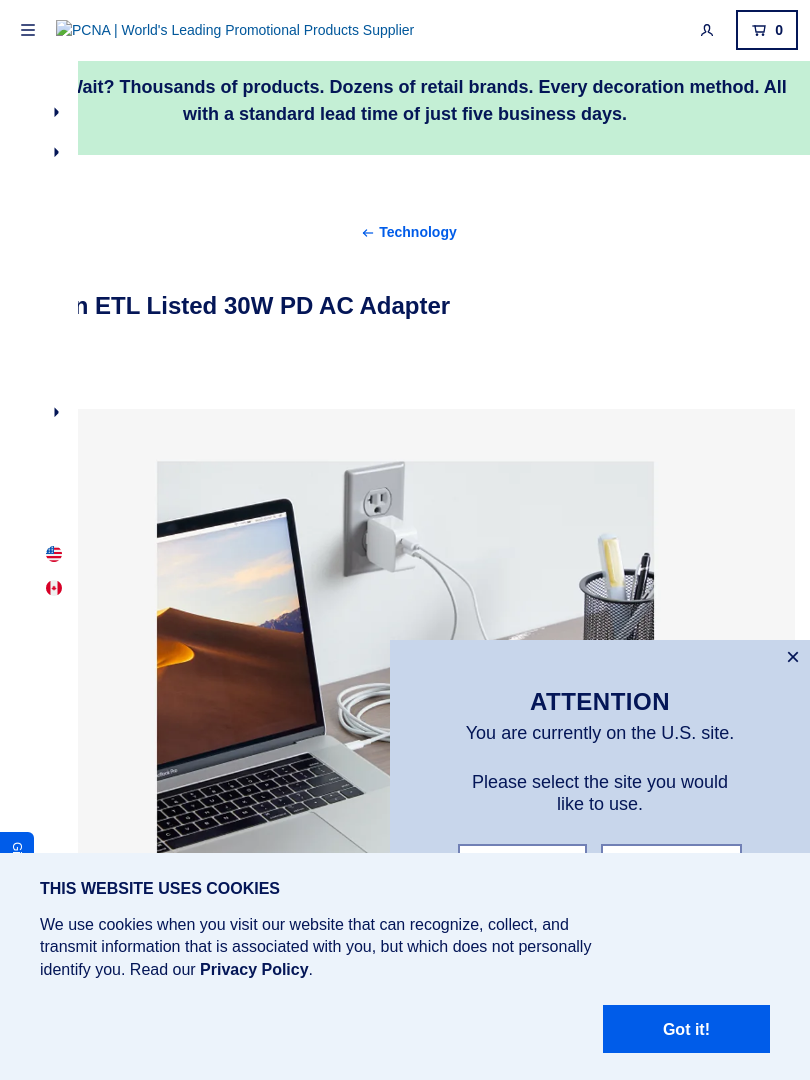 PCNA | World's Leading Promotional Products Supplier
0
Wait? Thousands of products. Dozens of retail brands. Every decoration method. All
with a standard lead time of just five business days.
Technology
ETL Listed 30W PD AC Adapter
ATTENTION
You are currently on the U.S. site.
Please select the site you would
like to use.
THIS WEBSITE USES COOKIES
We use cookies when you visit our website that can recognize, collect, and
transmit information that is associated with you, but which does not personally
identify you. Read our Privacy Policy.
Got it!